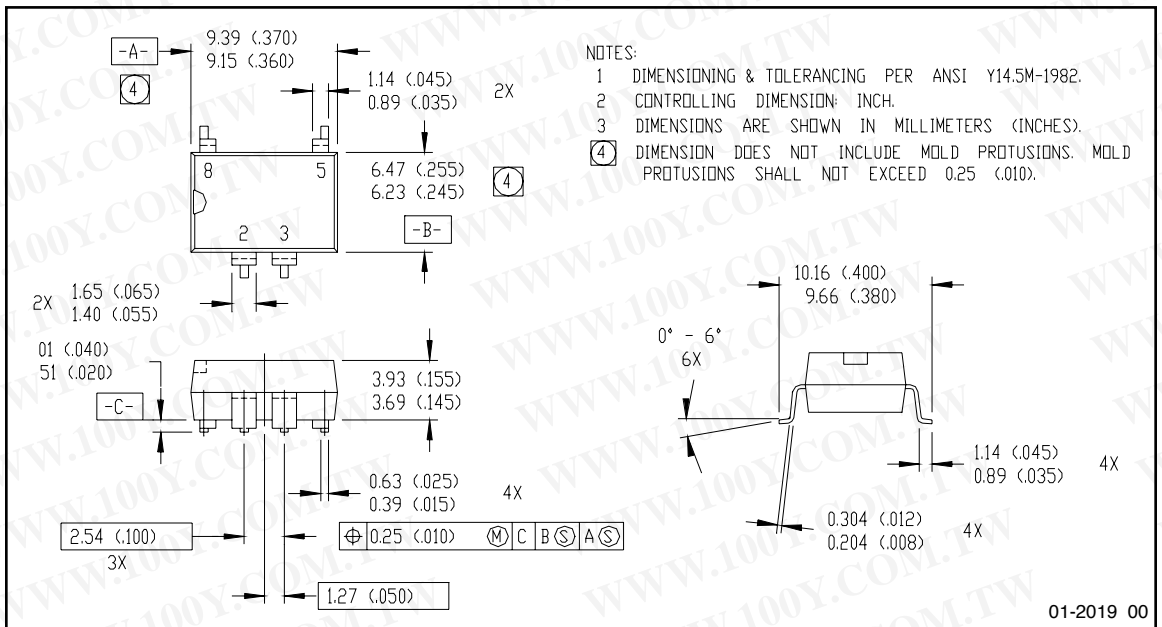 -A-
9.39 (.370)
9.15 (.360)
4
1.14 (.045)
0.89 (.035)
2X
8
5
6.47 (.255)
6.23 (.245)
4
2
3
-B-
2X
1.65 (.065)
1.40 (.055)
01 (.040)
51 (.020)
-C-
3.93 (.155)
3.69 (.145)
0.63 (.025)
0.39 (.015)
4X
2.54 (.100)
3X
⌖ 0.25 (.010) Ⓜ C B Ⓢ A Ⓢ
1.27 (.050)
NOTES:
1 DIMENSIONING & TOLERANCING PER ANSI Y14.5M-1982.
2 CONTROLLING DIMENSION: INCH.
3 DIMENSIONS ARE SHOWN IN MILLIMETERS (INCHES).
4 DIMENSION DOES NOT INCLUDE MOLD PROTUSIONS. MOLD
PROTUSIONS SHALL NOT EXCEED 0.25 (.010).
10.16 (.400)
9.66 (.380)
0° - 6°
6X
1.14 (.045)
0.89 (.035)
4X
0.304 (.012)
0.204 (.008)
4X
01-2019 00
WWW.100Y.COM.TW